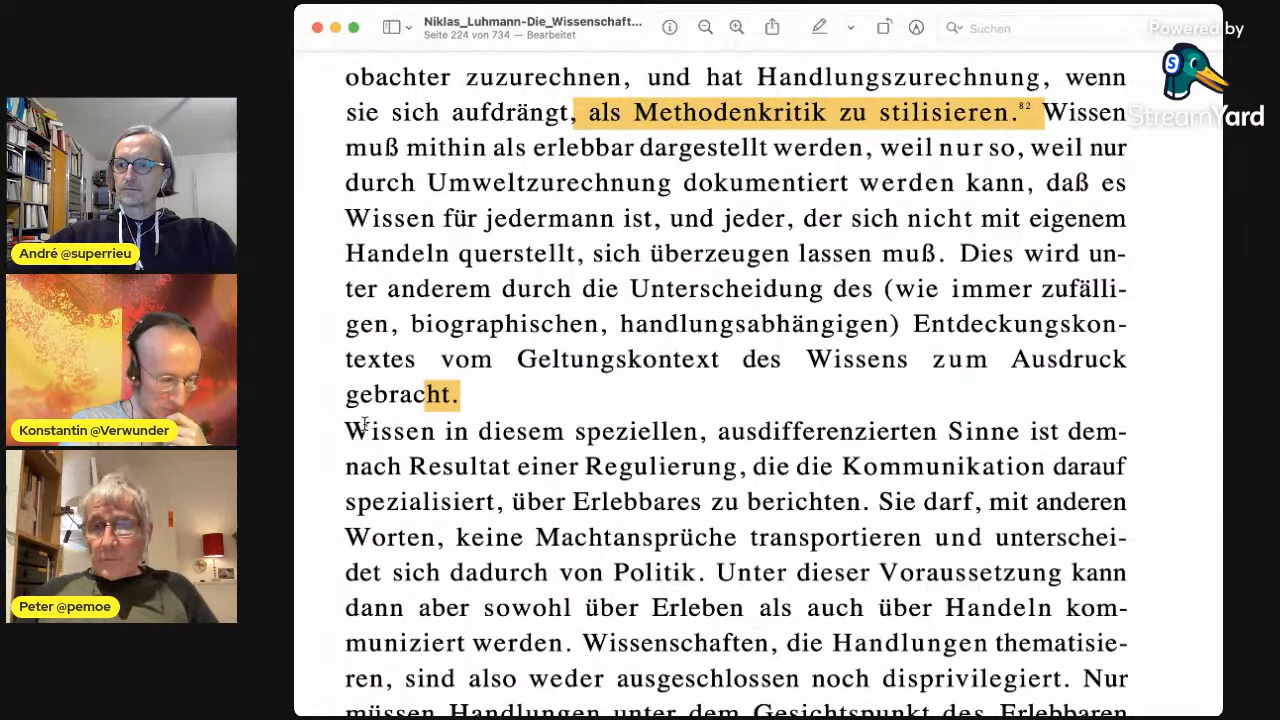 Niklas_Luhmann-Die_Wissenschaft...
Seite 224 von 734 — Bearbeitet
Suchen
Powered by
StreamYard
obachter zuzurechnen, und hat Handlungszurechnung, wenn
sie sich aufdrängt, als Methodenkritik zu stilisieren.82 Wissen
muß mithin als erlebbar dargestellt werden, weil nur so, weil nur
durch Umweltzurechnung dokumentiert werden kann, daß es
Wissen für jedermann ist, und jeder, der sich nicht mit eigenem
Handeln querstellt, sich überzeugen lassen muß. Dies wird un-
ter anderem durch die Unterscheidung des (wie immer zufälli-
gen, biographischen, handlungsabhängigen) Entdeckungskon-
textes vom Geltungskontext des Wissens zum Ausdruck
gebracht.
Wissen in diesem speziellen, ausdifferenzierten Sinne ist dem-
nach Resultat einer Regulierung, die die Kommunikation darauf
spezialisiert, über Erlebbares zu berichten. Sie darf, mit anderen
Worten, keine Machtansprüche transportieren und unterschei-
det sich dadurch von Politik. Unter dieser Voraussetzung kann
dann aber sowohl über Erleben als auch über Handeln kom-
muniziert werden. Wissenschaften, die Handlungen thematisie-
ren, sind also weder ausgeschlossen noch disprivilegiert. Nur
müssen Handlungen unter dem Gesichtspunkt des Erlebbaren
André @superrieu
Konstantin @Verwunder
Peter @pemoe